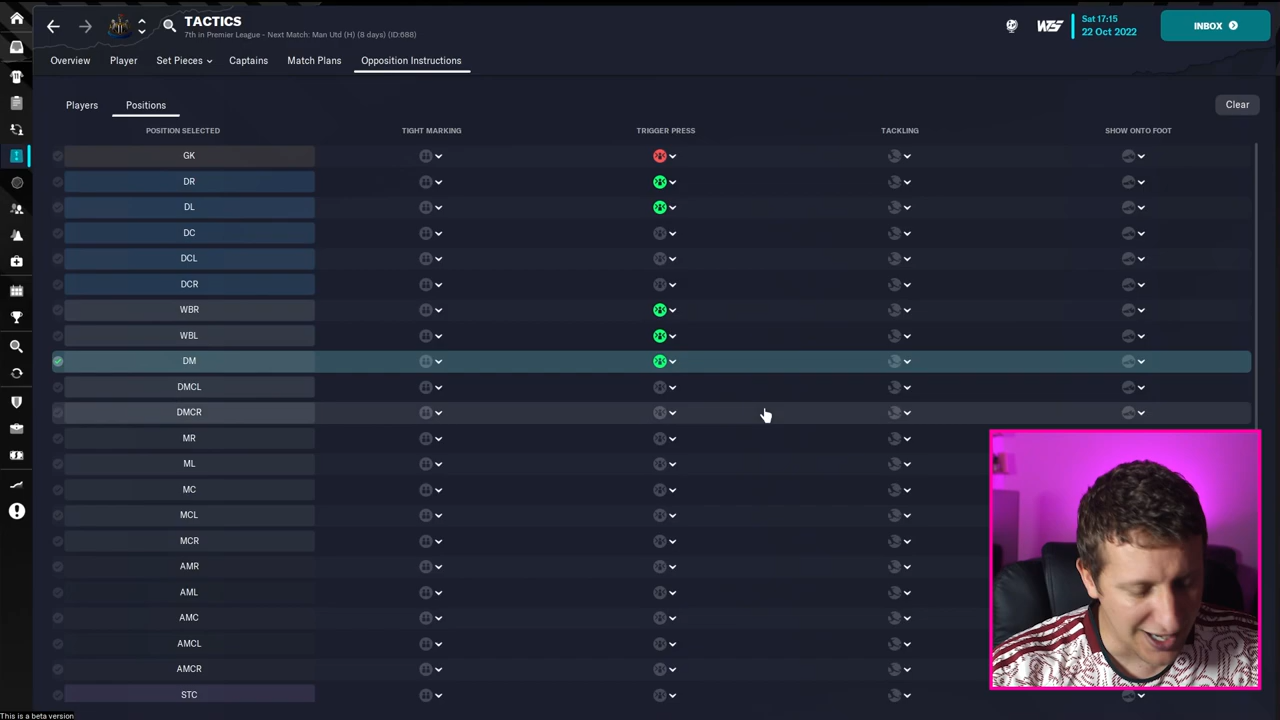 TACTICS
7th in Premier League - Next Match: Man Utd (H) (8 days) (ID:688)
Sat 17:15
22 Oct 2022
INBOX
Overview Player Set Pieces Captains Match Plans Opposition Instructions
Players Positions Clear
POSITION SELECTED TIGHT MARKING TRIGGER PRESS TACKLING SHOW ONTO FOOT
GK
DR
DL
DC
DCL
DCR
WBR
WBL
DM
DMCL
DMCR
MR
ML
MC
MCL
MCR
AMR
AML
AMC
AMCL
AMCR
STC
This is a beta version